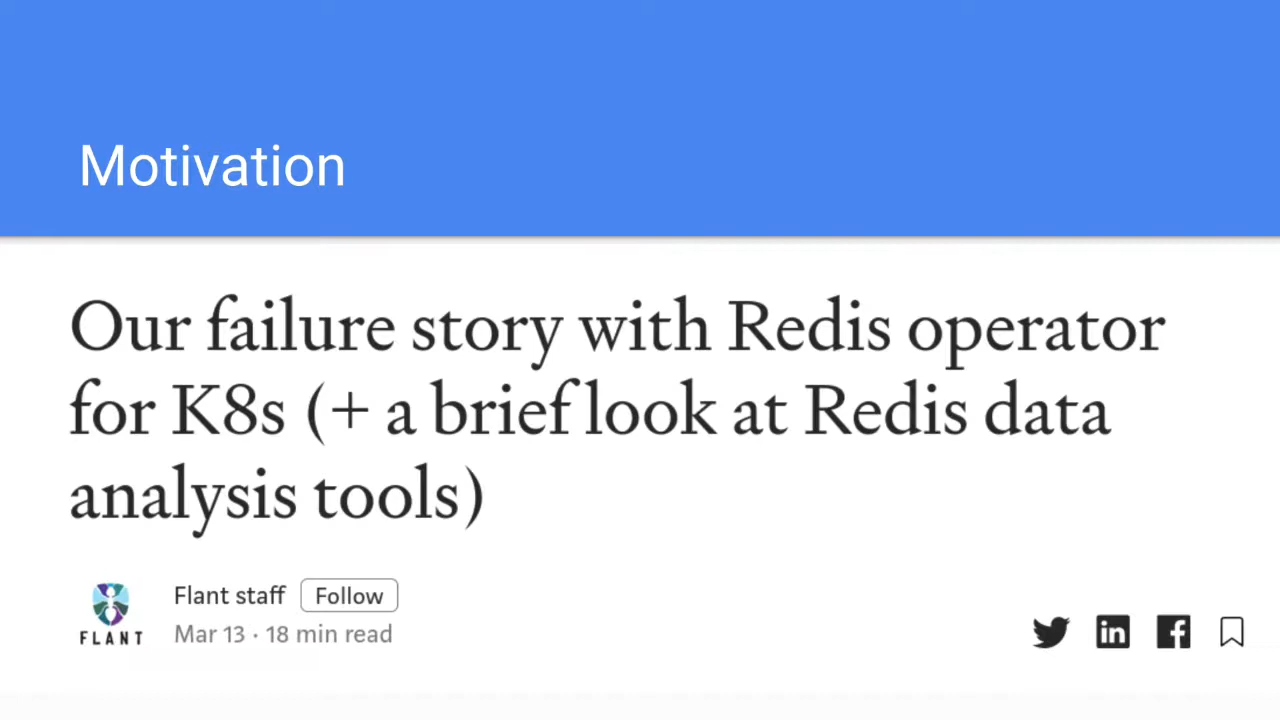 Motivation
Our failure story with Redis operator
for K8s (+ a brief look at Redis data
analysis tools)
Flant staff Follow
FLANT
Mar 13 · 18 min read
in
f